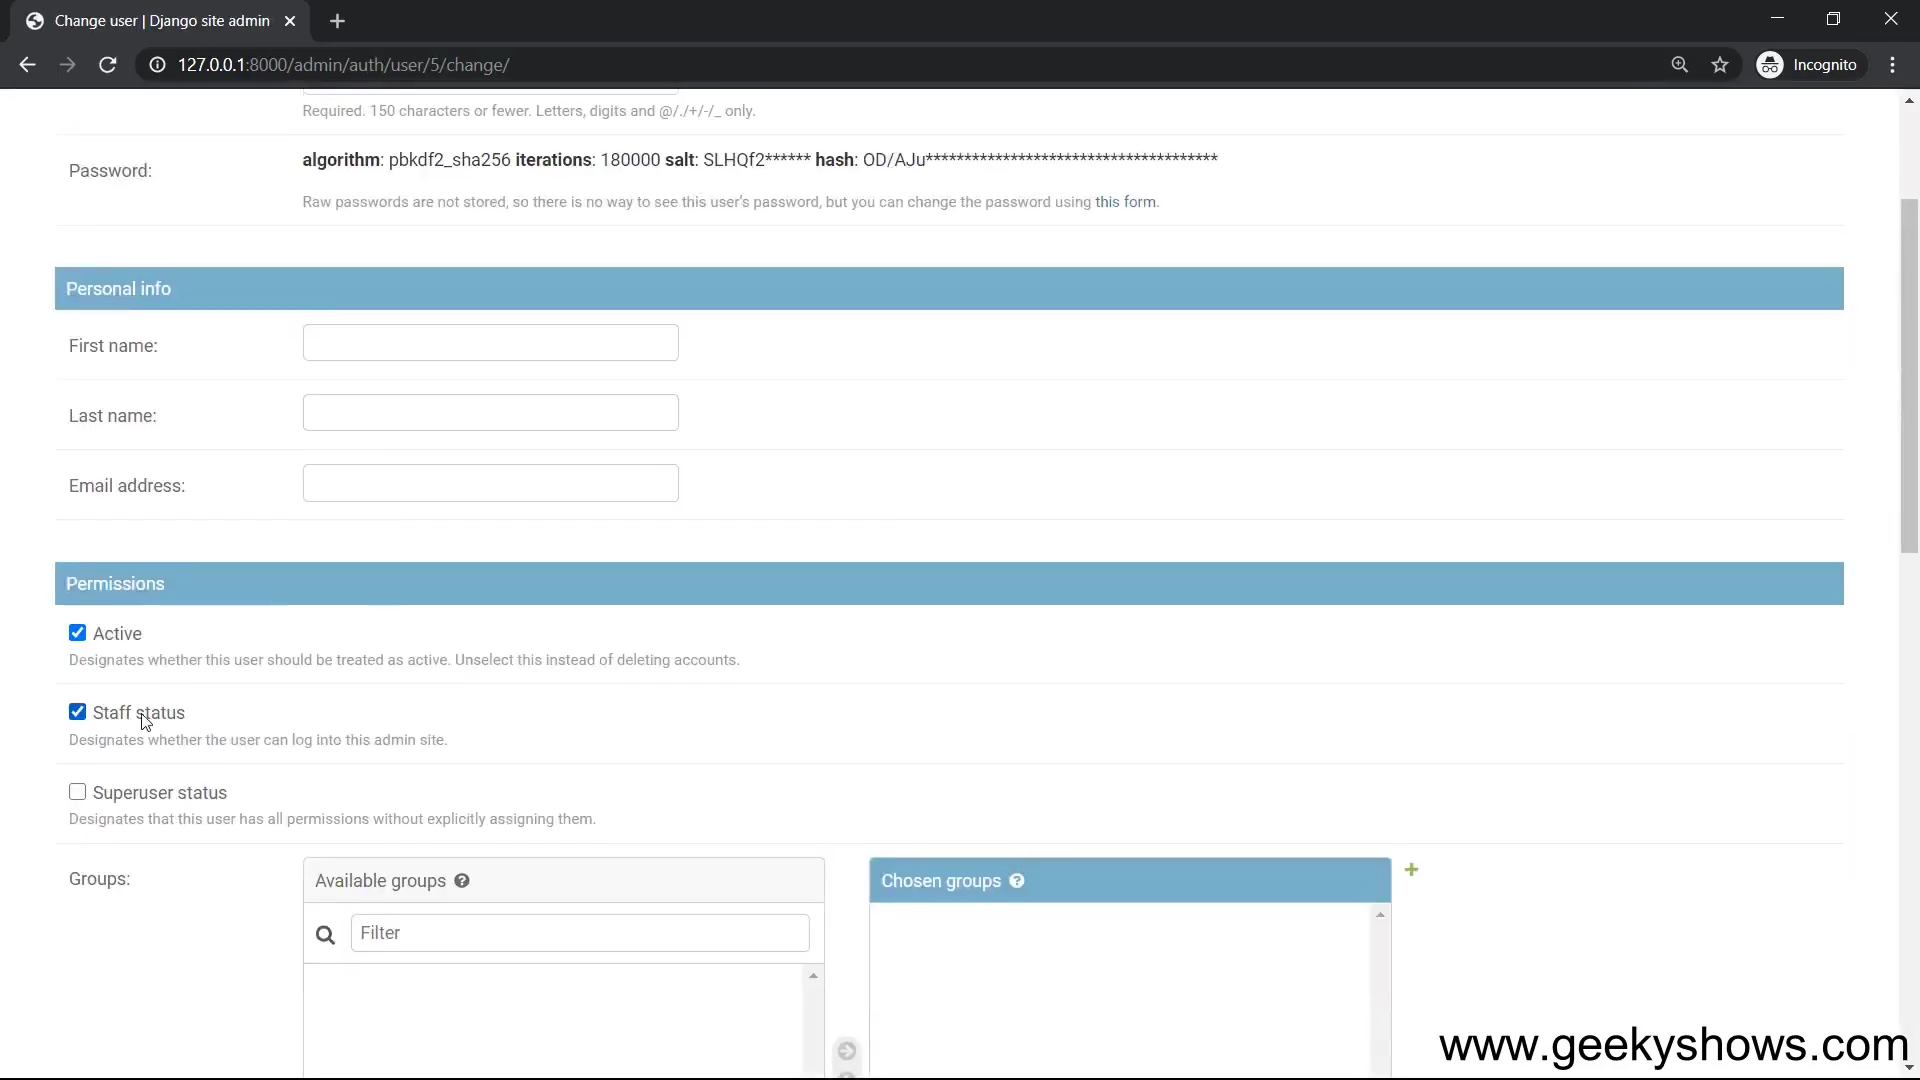 Change user | Django site admin
127.0.0.1:8000/admin/auth/user/5/change/
Incognito
Required. 150 characters or fewer. Letters, digits and @/./+/-/_ only.
Password:
algorithm: pbkdf2_sha256 iterations: 180000 salt: SLHQf2****** hash: OD/AJu**************************************
Raw passwords are not stored, so there is no way to see this user's password, but you can change the password using this form.
Personal info
First name:
Last name:
Email address:
Permissions
Active
Designates whether this user should be treated as active. Unselect this instead of deleting accounts.
Staff status
Designates whether the user can log into this admin site.
Superuser status
Designates that this user has all permissions without explicitly assigning them.
Groups:
Available groups
Chosen groups
Filter
www.geekyshows.com